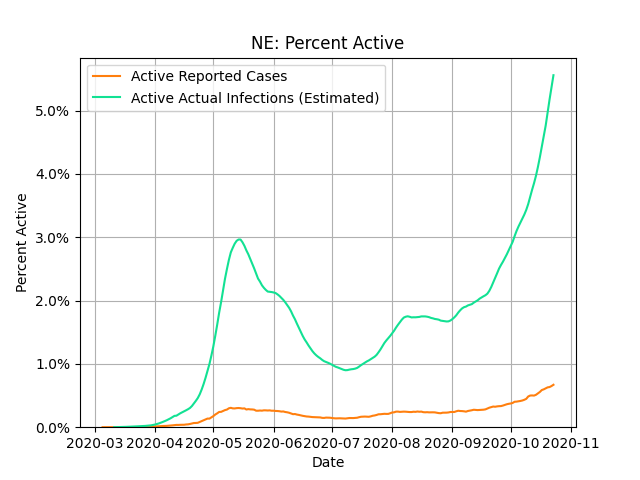 NE: Percent Active
Active Reported Cases
Active Actual Infections (Estimated)
Percent Active
5.0%
4.0%
3.0%
2.0%
1.0%
0.0%
2020-03 2020-04 2020-05 2020-06 2020-07 2020-08 2020-09 2020-10 2020-11
Date